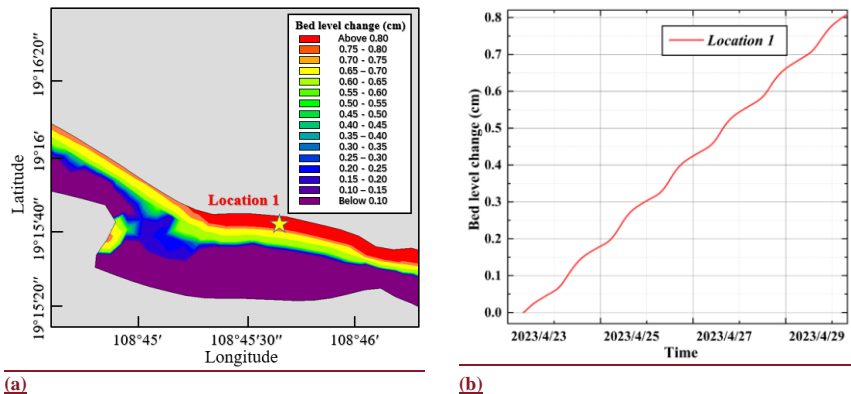 Bed level change (cm)
Above 0.80
0.75 - 0.80
0.70 - 0.75
0.65 - 0.70
0.60 - 0.65
0.55 - 0.60
0.50 - 0.55
0.45 - 0.50
0.40 - 0.45
0.35 - 0.40
0.30 - 0.35
0.25 - 0.30
0.20 - 0.25
0.15 - 0.20
0.10 - 0.15
Below 0.10
Location 1
Latitude
19°16′20″
19°16′
19°15′40″
19°15′20″
108°45′
108°45′30″
108°46′
Longitude
(a)
Location 1
Bed level change (cm)
0.8
0.7
0.6
0.5
0.4
0.3
0.2
0.1
0.0
2023/4/23
2023/4/25
2023/4/27
2023/4/29
Time
(b)